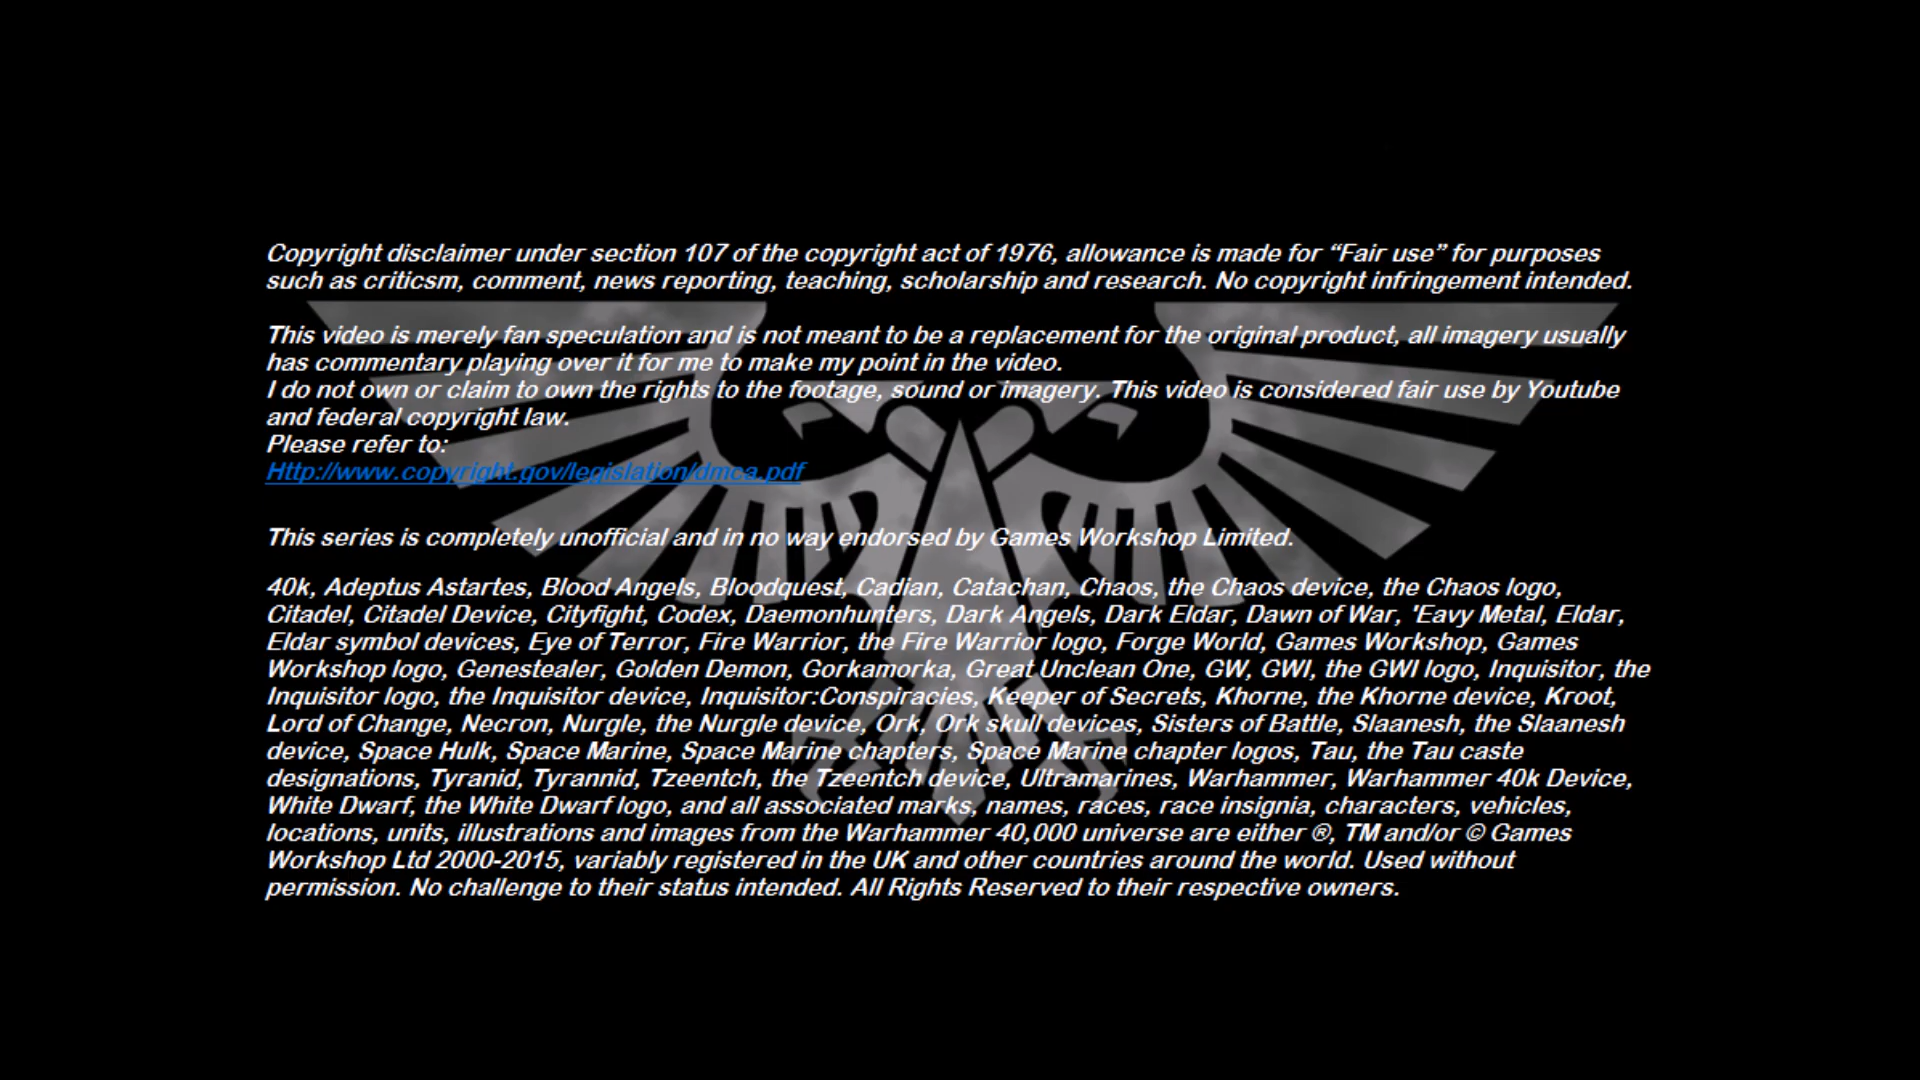 Copyright disclaimer under section 107 of the copyright act of 1976, allowance is made for “Fair use” for purposes
such as criticsm, comment, news reporting, teaching, scholarship and research. No copyright infringement intended.
This video is merely fan speculation and is not meant to be a replacement for the original product, all imagery usually
has commentary playing over it for me to make my point in the video.
I do not own or claim to own the rights to the footage, sound or imagery. This video is considered fair use by Youtube
and federal copyright law.
Please refer to:
Http://www.copyright.gov/legislation/dmca.pdf
This series is completely unofficial and in no way endorsed by Games Workshop Limited.
40k, Adeptus Astartes, Blood Angels, Bloodquest, Cadian, Catachan, Chaos, the Chaos device, the Chaos logo,
Citadel, Citadel Device, Cityfight, Codex, Daemonhunters, Dark Angels, Dark Eldar, Dawn of War, 'Eavy Metal, Eldar,
Eldar symbol devices, Eye of Terror, Fire Warrior, the Fire Warrior logo, Forge World, Games Workshop, Games
Workshop logo, Genestealer, Golden Demon, Gorkamorka, Great Unclean One, GW, GWI, the GWI logo, Inquisitor, the
Inquisitor logo, the Inquisitor device, Inquisitor:Conspiracies, Keeper of Secrets, Khorne, the Khorne device, Kroot,
Lord of Change, Necron, Nurgle, the Nurgle device, Ork, Ork skull devices, Sisters of Battle, Slaanesh, the Slaanesh
device, Space Hulk, Space Marine, Space Marine chapters, Space Marine chapter logos, Tau, the Tau caste
designations, Tyranid, Tyrannid, Tzeentch, the Tzeentch device, Ultramarines, Warhammer, Warhammer 40k Device,
White Dwarf, the White Dwarf logo, and all associated marks, names, races, race insignia, characters, vehicles,
locations, units, illustrations and images from the Warhammer 40,000 universe are either ®, TM and/or © Games
Workshop Ltd 2000-2015, variably registered in the UK and other countries around the world. Used without
permission. No challenge to their status intended. All Rights Reserved to their respective owners.